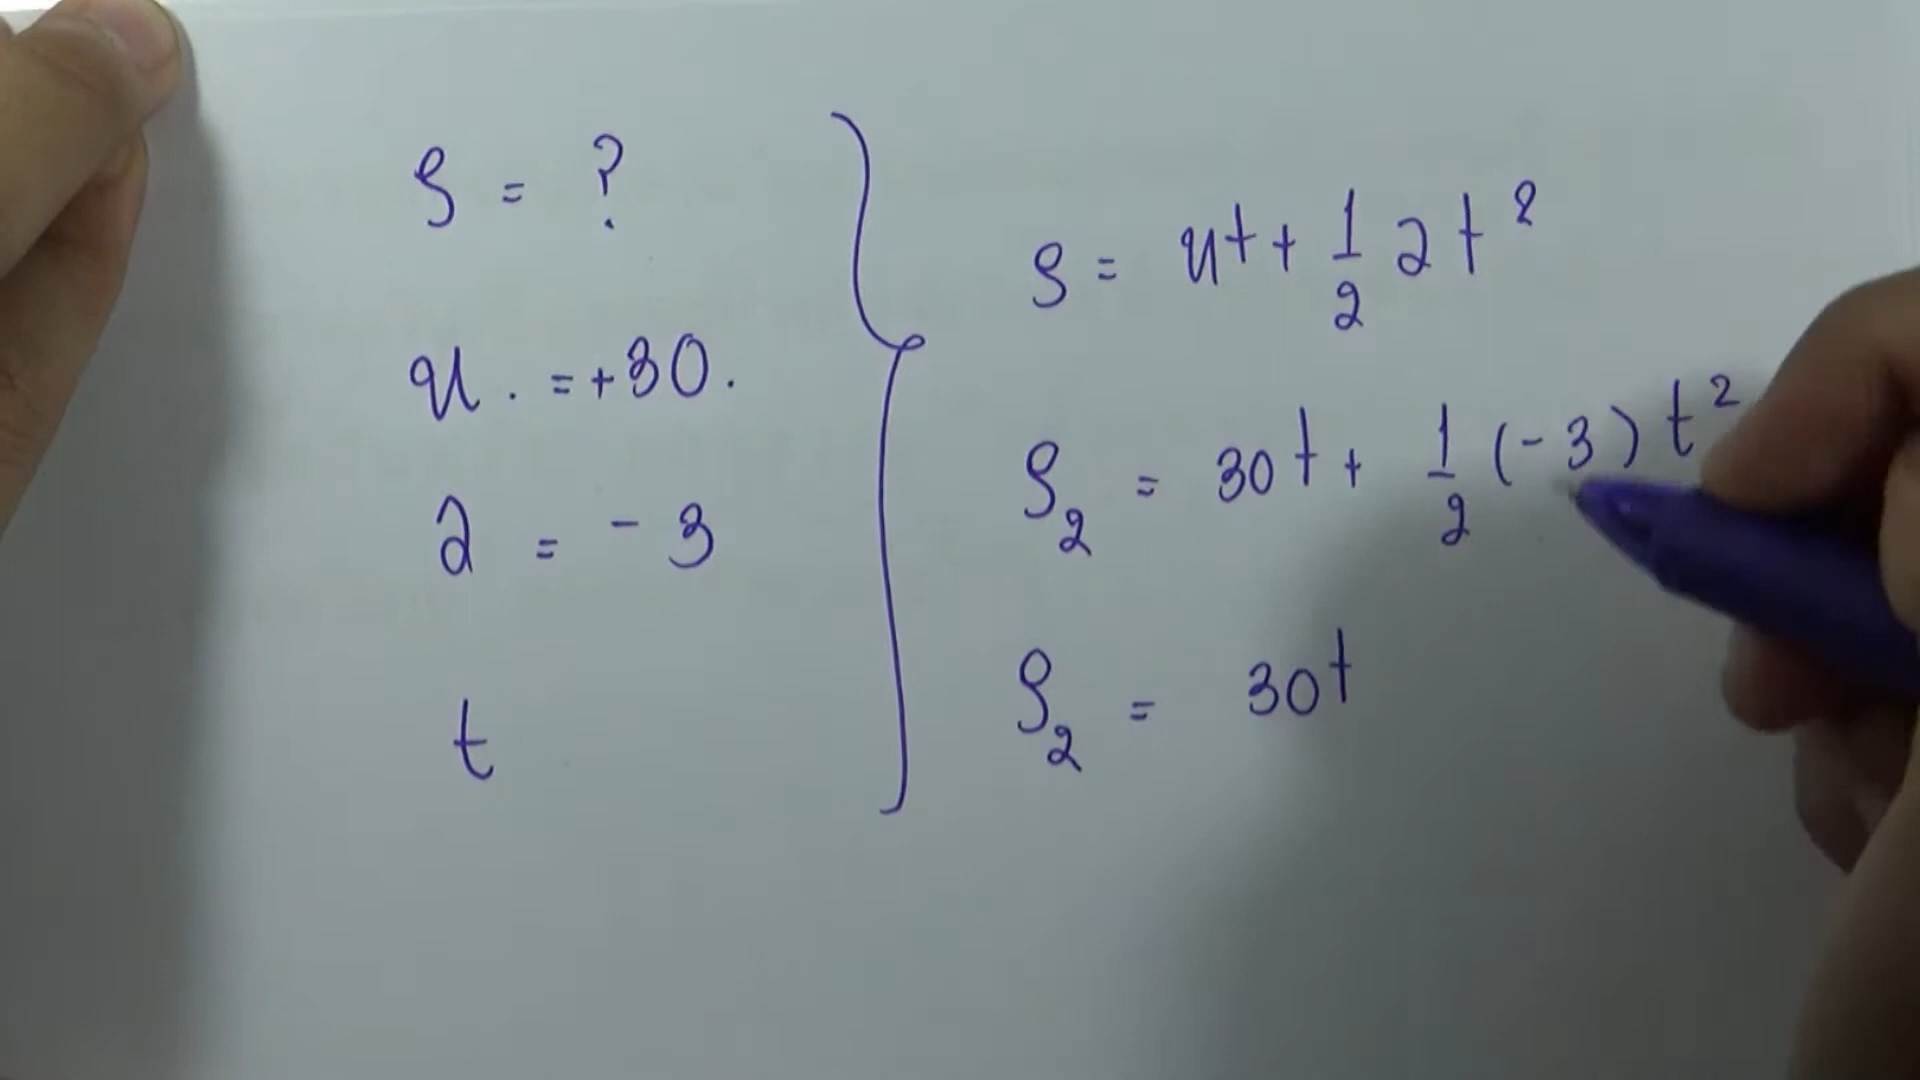 S = ?
u. = +30.
a = - 3
t
S = ut + 1/2 at²
S₂ = 30t + 1/2 (-3) t²
S₂ = 30t